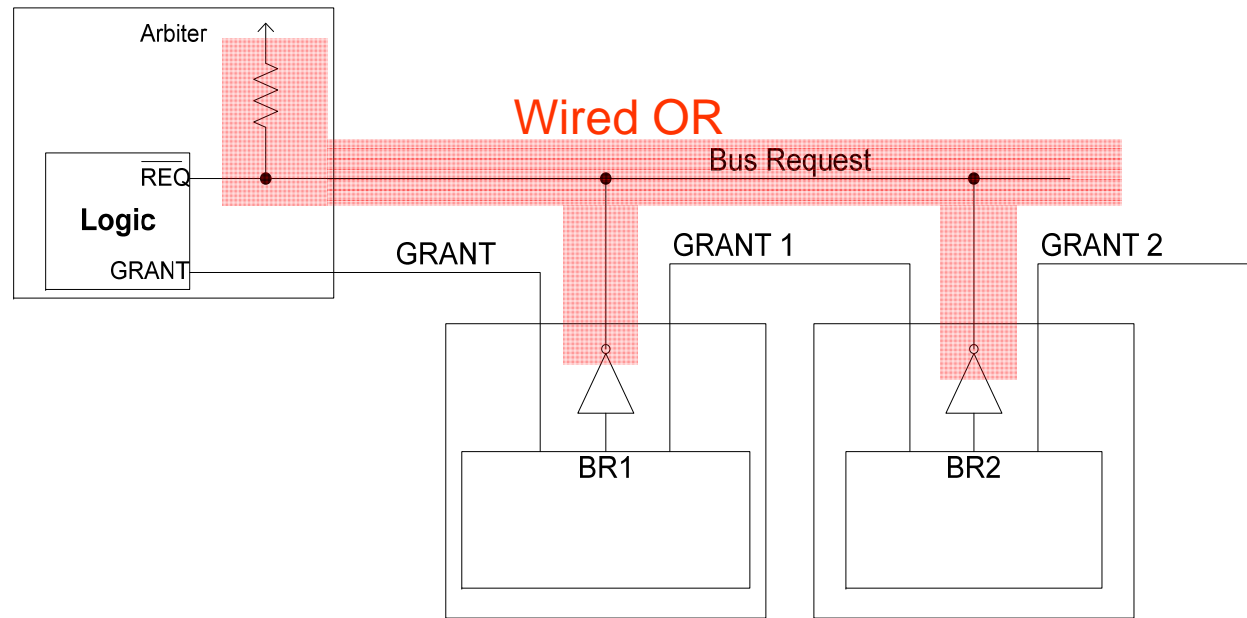 Arbiter
Wired OR
Bus Request
REQ
Logic
GRANT
GRANT
GRANT 1
GRANT 2
BR1
BR2